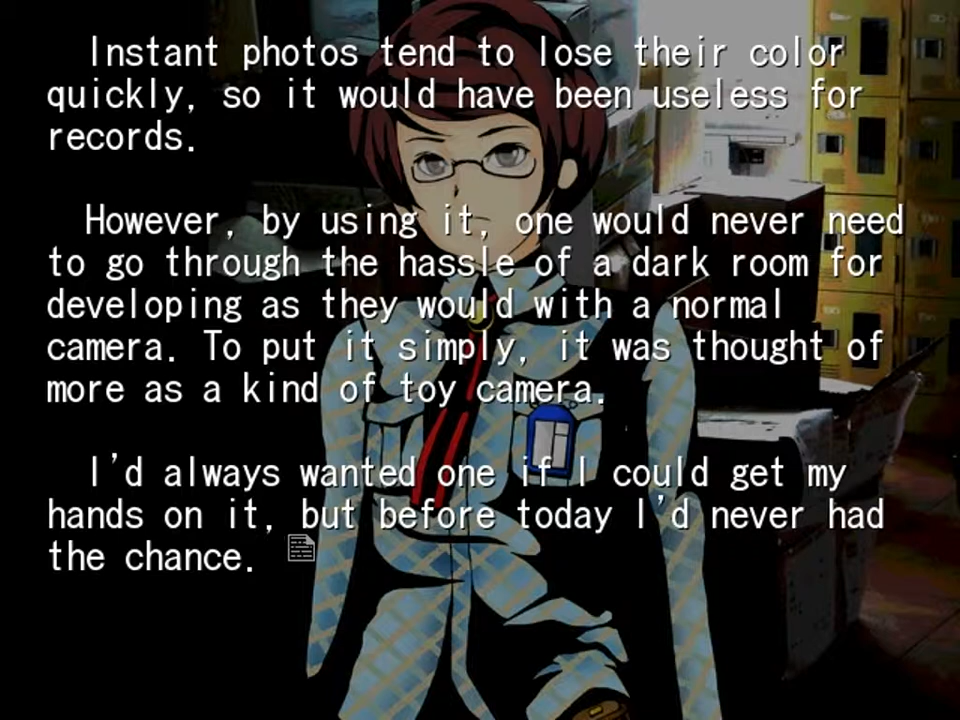 Instant photos tend to lose their color
quickly, so it would have been useless for
records.
However, by using it, one would never need
to go through the hassle of a dark room for
developing as they would with a normal
camera. To put it simply, it was thought of
more as a kind of toy camera.
I'd always wanted one if I could get my
hands on it, but before today I'd never had
the chance.